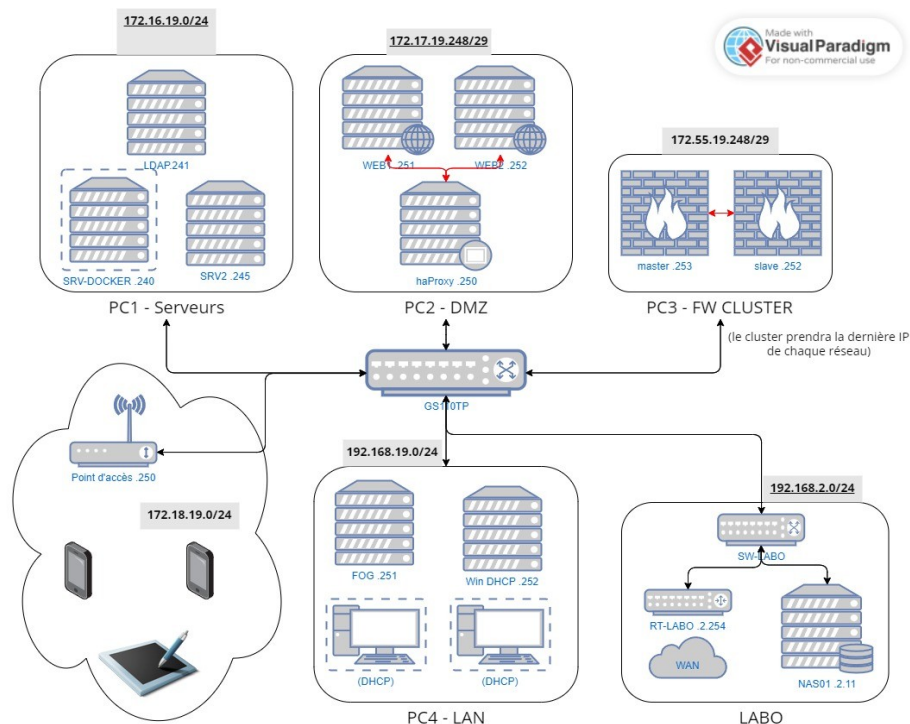 172.16.19.0/24
172.17.19.248/29
Made with
Visual Paradigm
For non-commercial use
172.55.19.248/29
LDAP.241
WEB1 .251
WEB2 .252
SRV-DOCKER .240
SRV2 .245
haProxy .250
master .253
slave .252
PC1 - Serveurs
PC2 - DMZ
PC3 - FW CLUSTER
(le cluster prendra la dernière IP
de chaque réseau)
GS110TP
Point d'accès .250
172.18.19.0/24
192.168.19.0/24
192.168.2.0/24
FOG .251
Win DHCP .252
SW-LABO
RT-LABO .2.254
WAN
NAS01 .2.11
(DHCP)
(DHCP)
PC4 - LAN
LABO